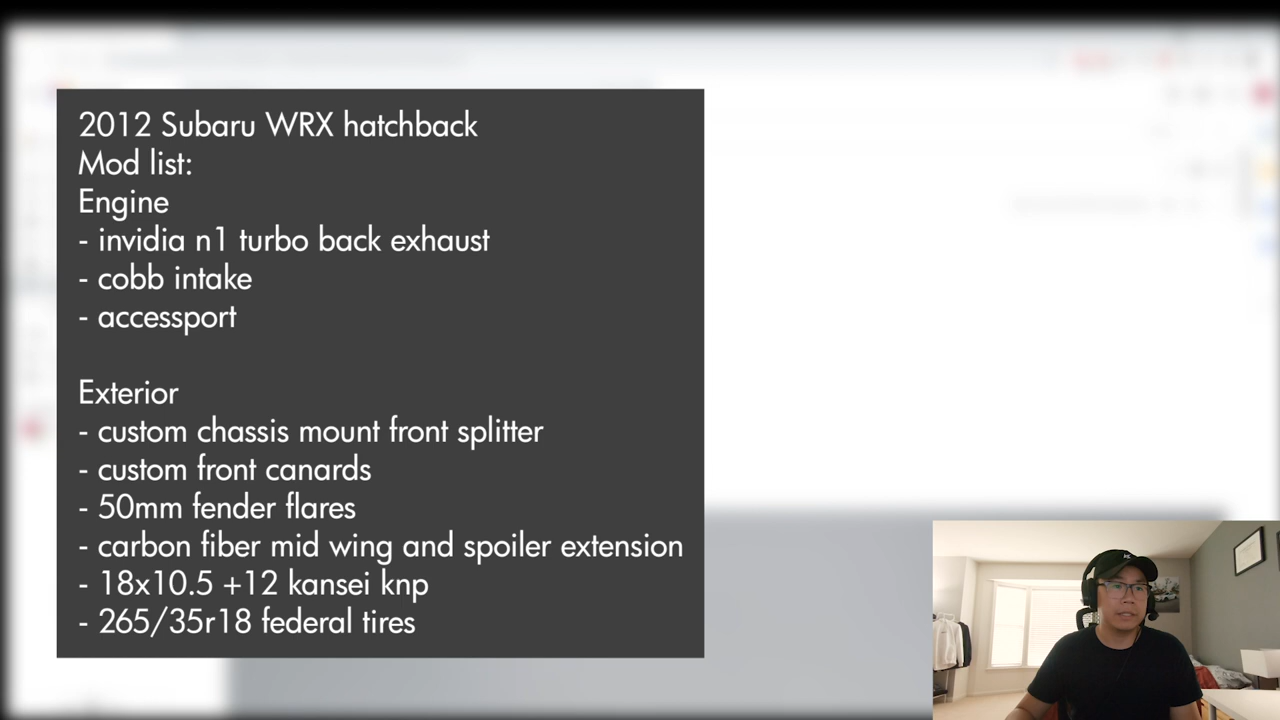 2012 Subaru WRX hatchback
Mod list:
Engine
- invidia n1 turbo back exhaust
- cobb intake
- accessport
Exterior
- custom chassis mount front splitter
- custom front canards
- 50mm fender flares
- carbon fiber mid wing and spoiler extension
- 18x10.5 +12 kansei knp
- 265/35r18 federal tires